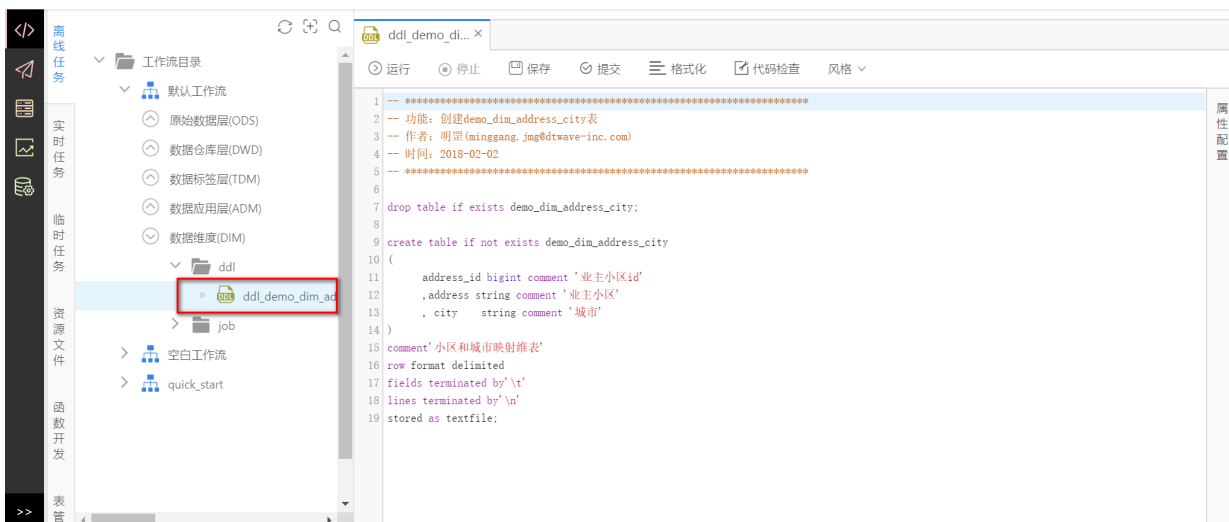 离线任务
实时任务
临时任务
资源文件
函数开发
表管
>>
工作流目录
默认工作流
原始数据层(ODS)
数据仓库层(DWD)
数据标签层(TDM)
数据应用层(ADM)
数据维度(DIM)
ddl
DDL ddl_demo_dim_ad
job
空白工作流
quick_start
DDL ddl_demo_di... ×
运行 停止 保存 提交 格式化 代码检查 风格
1 -- *********************************************************************
2 -- 功能：创建demo_dim_address_city表
3 -- 作者：明罡(minggang.jmg@dtwave-inc.com)
4 -- 时间：2018-02-02
5 -- *********************************************************************
6
7 drop table if exists demo_dim_address_city;
8
9 create table if not exists demo_dim_address_city
10 (
11 address_id bigint comment '业主小区id'
12 ,address string comment '业主小区'
13 , city string comment '城市'
14 )
15 comment'小区和城市映射维表'
16 row format delimited
17 fields terminated by'\t'
18 lines terminated by'\n'
19 stored as textfile;
属性配置